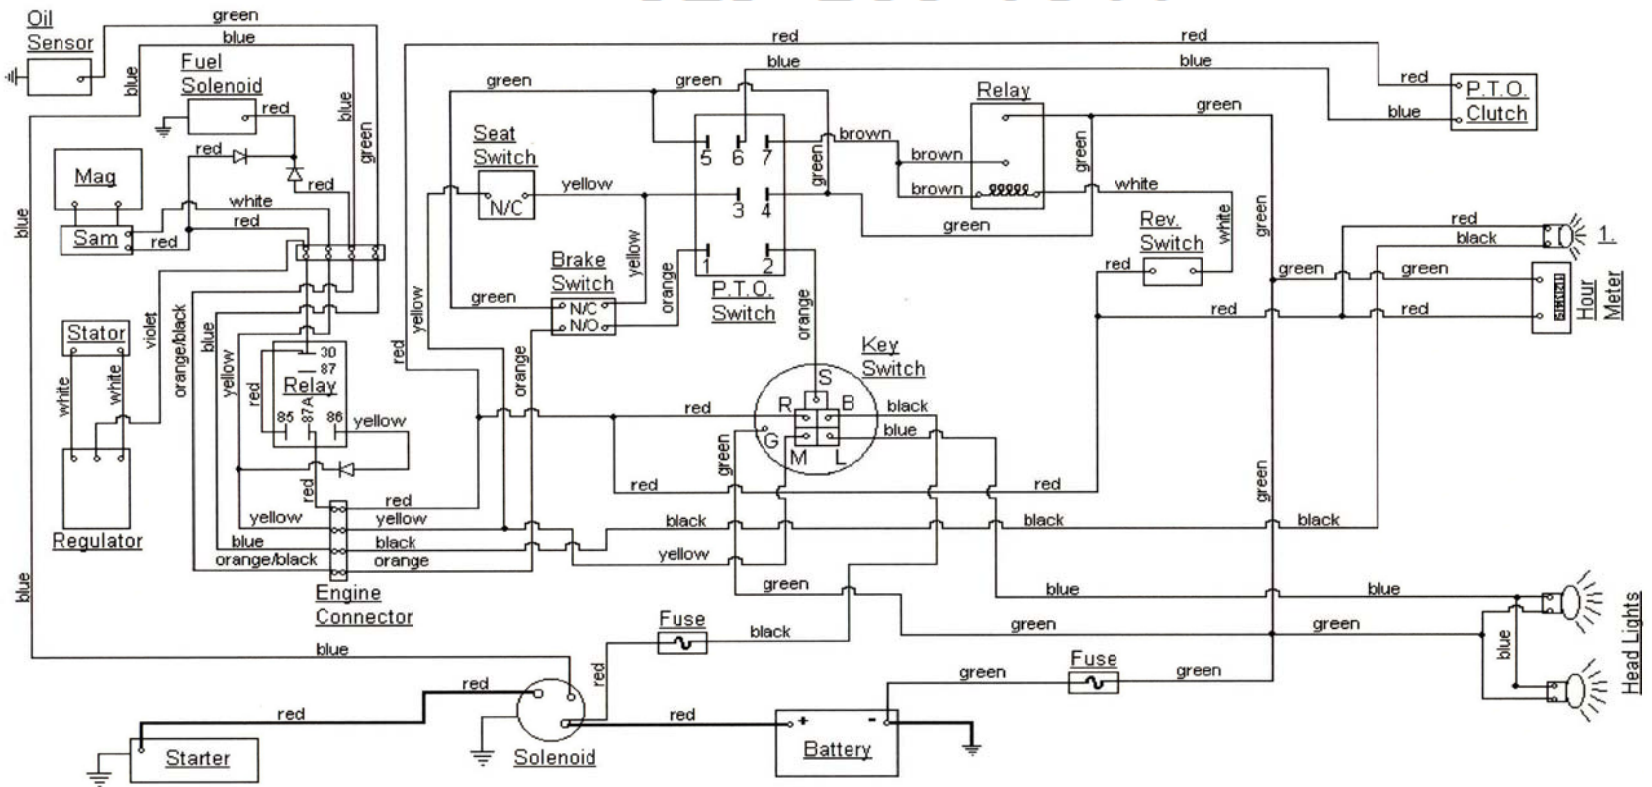 Oil
Sensor
green
blue
Fuel
Solenoid
red
blue
blue
green
red
red
Mag
white
red
Sam
red
blue
Stator
white
white
violet
orange/black
blue
yellow
Regulator
30
87
Relay
red
85
87A
86
yellow
red
red
yellow
yellow
blue
black
orange/black
orange
Engine
Connector
red
red
green
green
blue
blue
Seat
Switch
N/C
yellow
yellow
yellow
red
Brake
Switch
green
N/C
N/O
orange
orange
5
6
7
3
4
1
2
P.T.O.
Switch
brown
green
orange
Relay
brown
brown
green
green
white
green
Rev.
Switch
red
white
green
red
blue
P.T.O.
Clutch
red
black
1.
green
green
red
red
Hour
Meter
Key
Switch
S
R
B
G
M
L
red
black
blue
green
red
red
black
black
black
yellow
green
green
blue
blue
green
green
blue
Head Lights
blue
blue
Fuse
black
red
Fuse
green
green
red
red
Starter
Solenoid
red
+
-
Battery